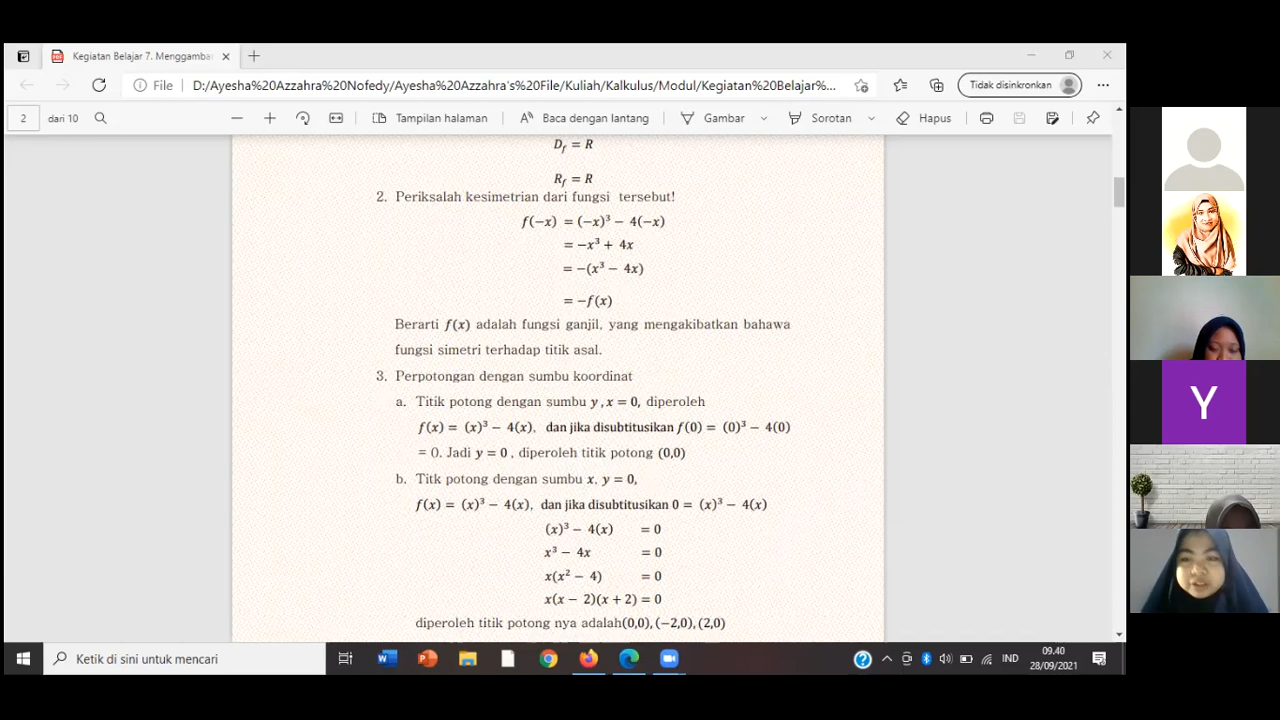 Kegiatan Belajar 7. Menggamba
File
D:/Ayesha%20Azzahra%20Nofedy/Ayesha%20Azzahra's%20File/Kuliah/Kalkulus/Modul/Kegiatan%20Belajar%...
Tidak disinkronkan
2 dari 10
Tampilan halaman
Baca dengan lantang
Gambar
Sorotan
Hapus
D_f = R
R_f = R
2. Periksalah kesimetrian dari fungsi tersebut!
f(−x) = (−x)³ − 4(−x)
= −x³ + 4x
= −(x³ − 4x)
= −f(x)
Berarti f(x) adalah fungsi ganjil, yang mengakibatkan bahawa
fungsi simetri terhadap titik asal.
3. Perpotongan dengan sumbu koordinat
a. Titik potong dengan sumbu y, x = 0, diperoleh
f(x) = (x)³ − 4(x), dan jika disubtitusikan f(0) = (0)³ − 4(0)
= 0. Jadi y = 0 , diperoleh titik potong (0,0)
b. Titk potong dengan sumbu x. y = 0,
f(x) = (x)³ − 4(x), dan jika disubtitusikan 0 = (x)³ − 4(x)
(x)³ − 4(x) = 0
x³ − 4x = 0
x(x² − 4) = 0
x(x − 2)(x + 2) = 0
diperoleh titik potong nya adalah(0,0), (−2,0), (2,0)
Y
Ketik di sini untuk mencari
IND
09.40
28/09/2021